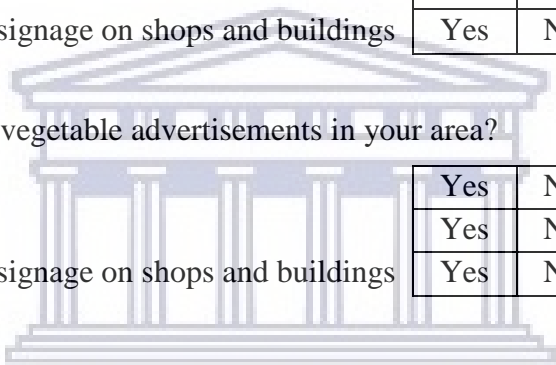 signage on shops and buildings Yes N
vegetable advertisements in your area?
Yes N
Yes N
signage on shops and buildings Yes N